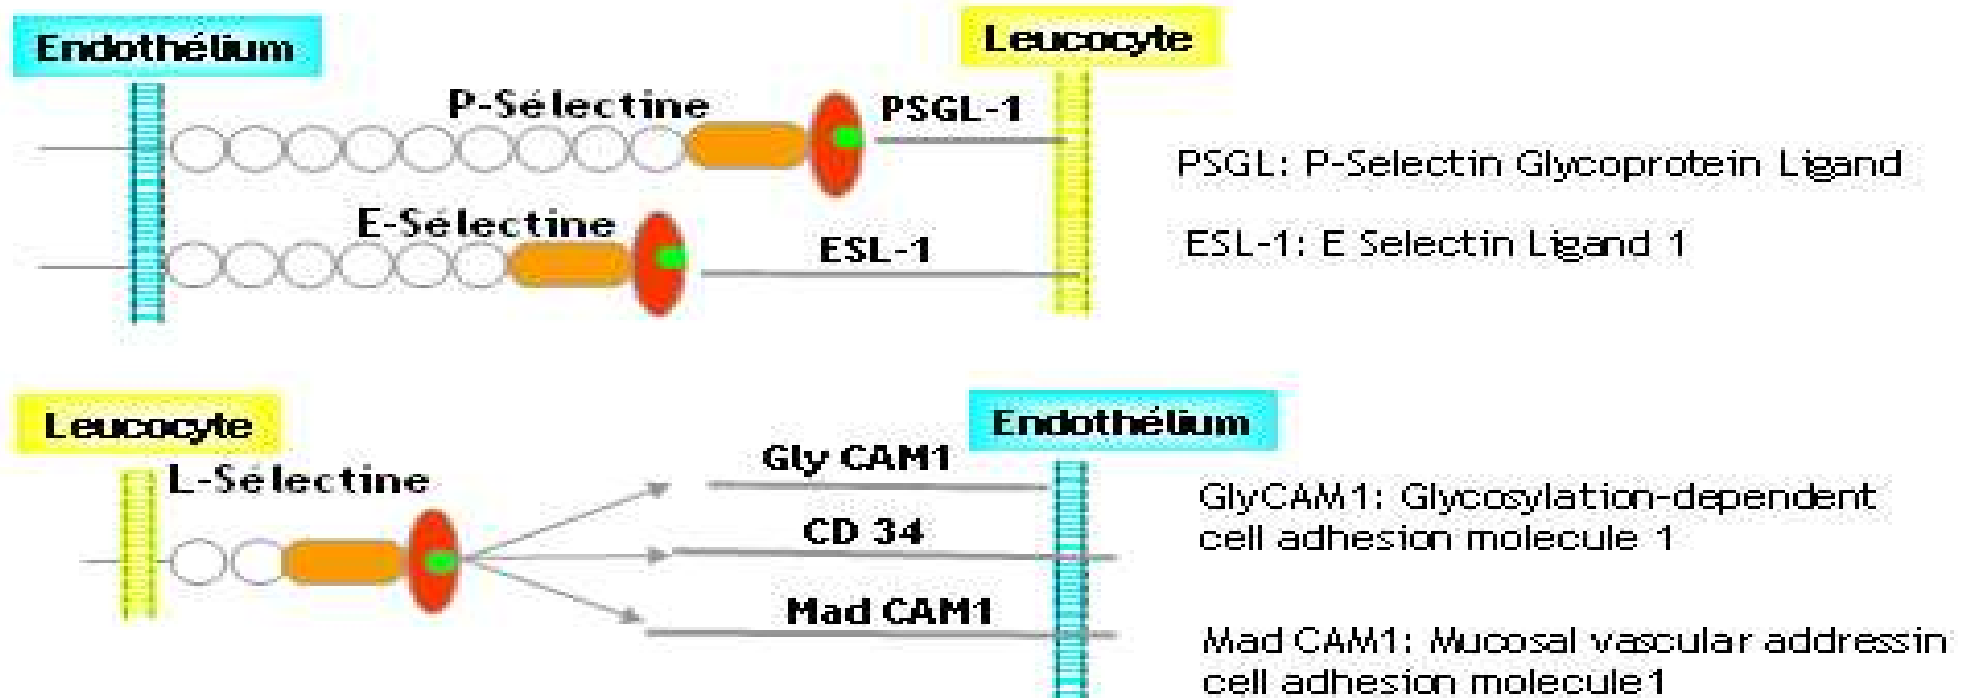 Endothélium
Leucocyte
P-Sélectine
PSGL-1
PSGL: P-Selectin Glycoprotein Ligand
E-Sélectine
ESL-1
ESL-1: E Selectin Ligand 1
Leucocyte
Endothélium
L-Sélectine
Gly CAM1
GlyCAM1: Glycosylation-dependent
cell adhesion molecule 1
CD 34
Mad CAM1
Mad CAM1: Mucosal vascular addressin
cell adhesion molecule1